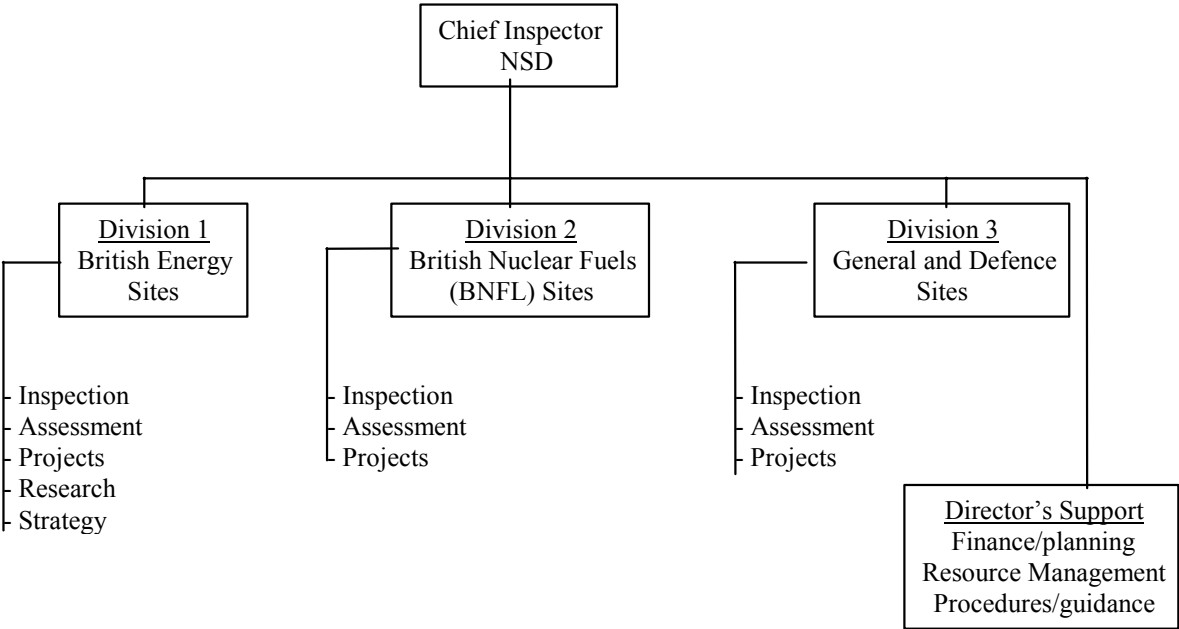 Chief Inspector
NSD
Division 1
British Energy
Sites
Division 2
British Nuclear Fuels
(BNFL) Sites
Division 3
General and Defence
Sites
- Inspection
- Assessment
- Projects
- Research
- Strategy
- Inspection
- Assessment
- Projects
- Inspection
- Assessment
- Projects
Director’s Support
Finance/planning
Resource Management
Procedures/guidance